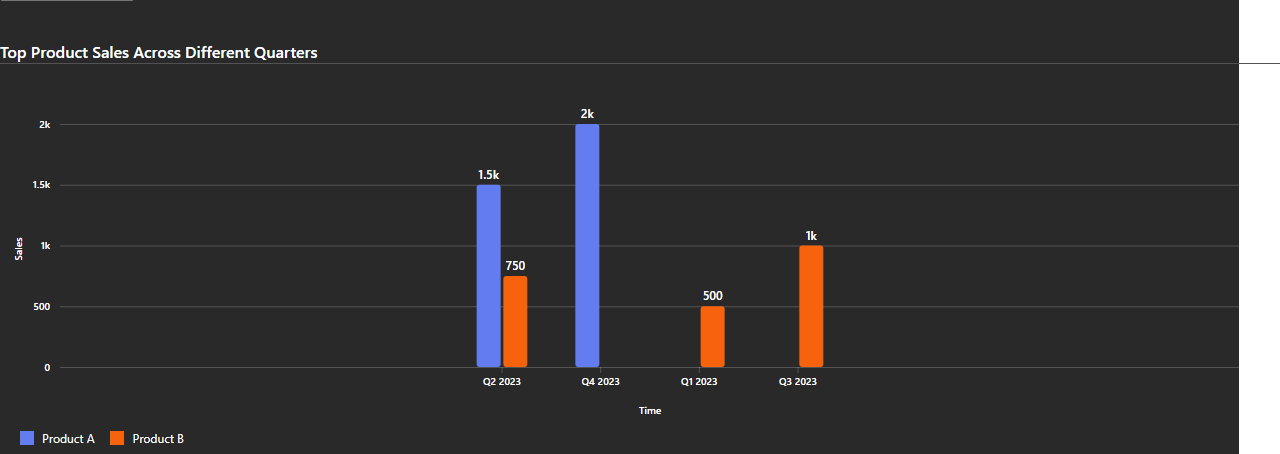 Top Product Sales Across Different Quarters
2k
1.5k
1k
500
0
Sales
1.5k
750
2k
500
1k
Q2 2023
Q4 2023
Q1 2023
Q3 2023
Time
Product A
Product B